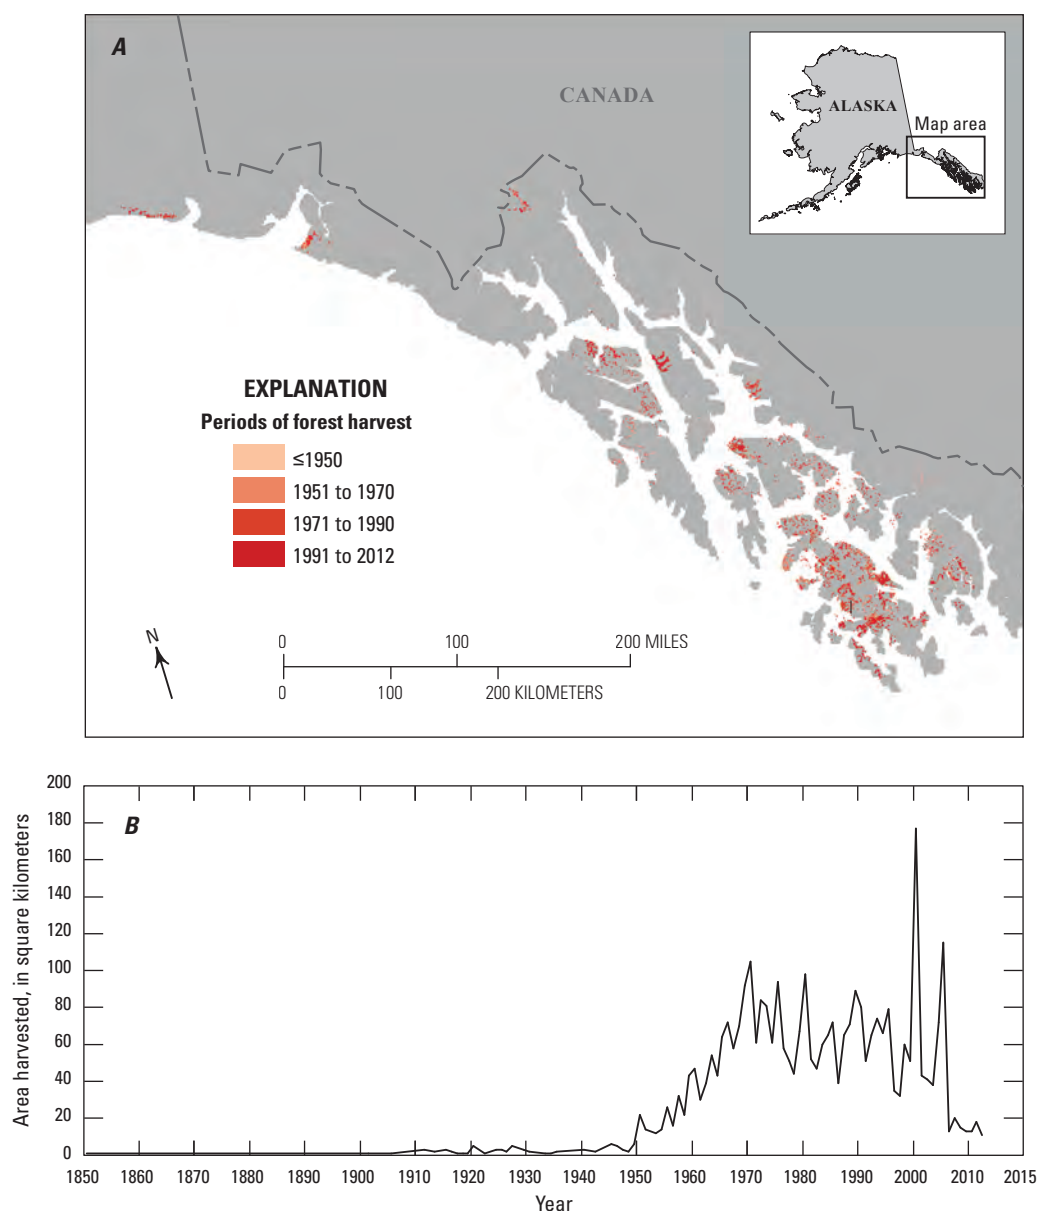 A
CANADA
ALASKA
Map area
EXPLANATION
Periods of forest harvest
≤1950
1951 to 1970
1971 to 1990
1991 to 2012
N
0 100 200 MILES
0 100 200 KILOMETERS
B
Area harvested, in square kilometers
200
180
160
140
120
100
80
60
40
20
0
1850 1860 1870 1880 1890 1900 1910 1920 1930 1940 1950 1960 1970 1980 1990 2000 2010 2015
Year